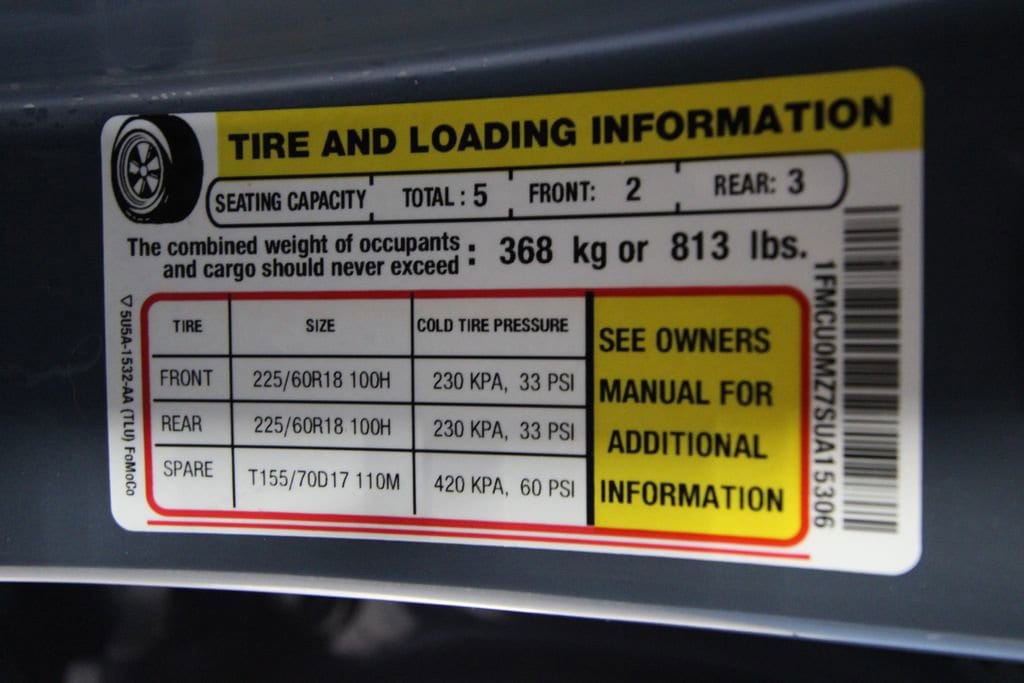 TIRE AND LOADING INFORMATION
SEATING CAPACITY TOTAL : 5 FRONT: 2 REAR: 3
The combined weight of occupants
and cargo should never exceed : 368 kg or 813 lbs.
TIRE SIZE COLD TIRE PRESSURE
FRONT 225/60R18 100H 230 KPA, 33 PSI
REAR 225/60R18 100H 230 KPA, 33 PSI
SPARE T155/70D17 110M 420 KPA, 60 PSI
SEE OWNERS
MANUAL FOR
ADDITIONAL
INFORMATION
5U5A-1532-AA (TLU) FoMoCo
1FMCU0MZ7SUA15306